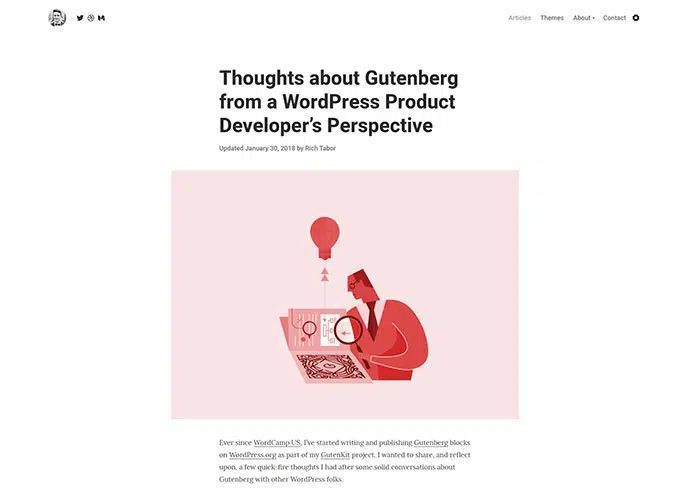 Articles Themes About Contact
Thoughts about Gutenberg
from a WordPress Product
Developer’s Perspective
Updated January 30, 2018 by Rich Tabor
Ever since WordCamp US, I’ve started writing and publishing Gutenberg blocks
on WordPress.org as part of my GutenKit project. I wanted to share, and reflect
upon, a few quick-fire thoughts I had after some solid conversations about
Gutenberg with other WordPress folks.